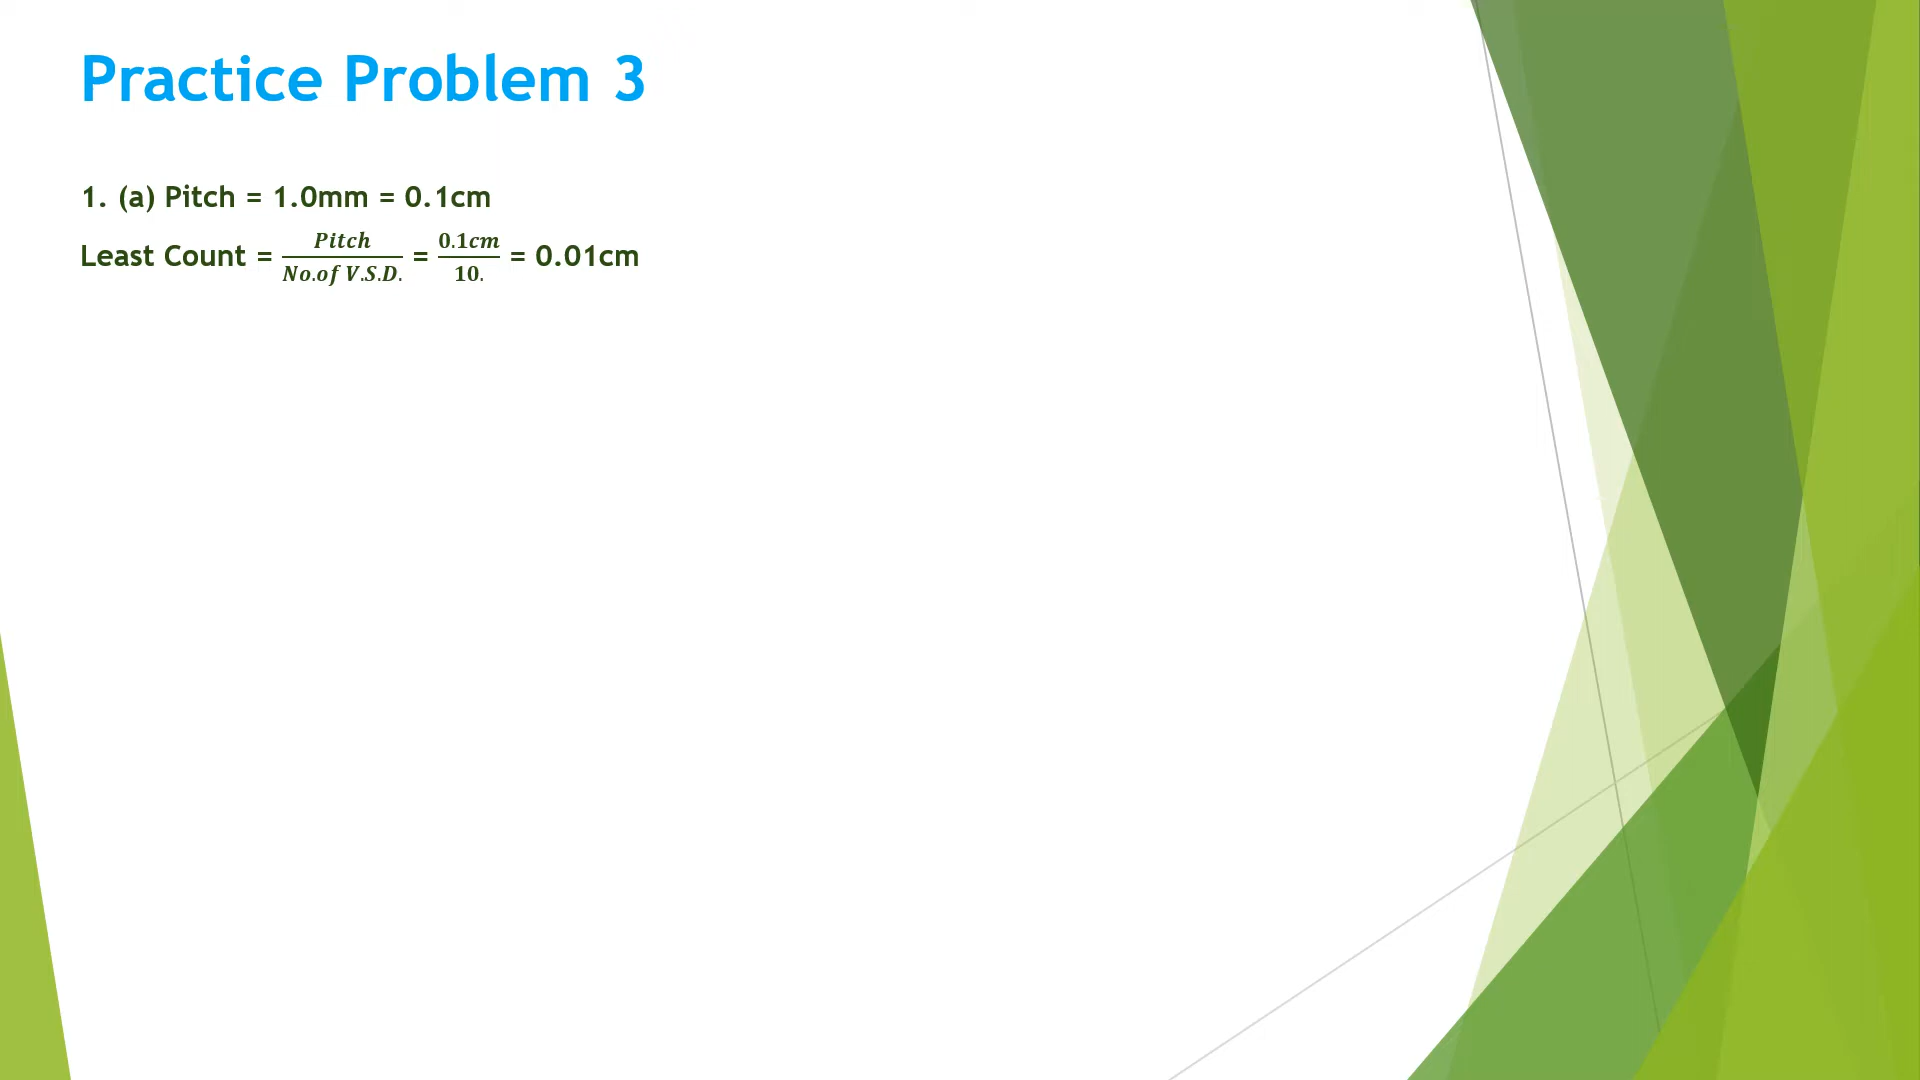 Practice Problem 3
1. (a) Pitch = 1.0mm = 0.1cm
Least Count = Pitch / No.of V.S.D. = 0.1cm / 10. = 0.01cm